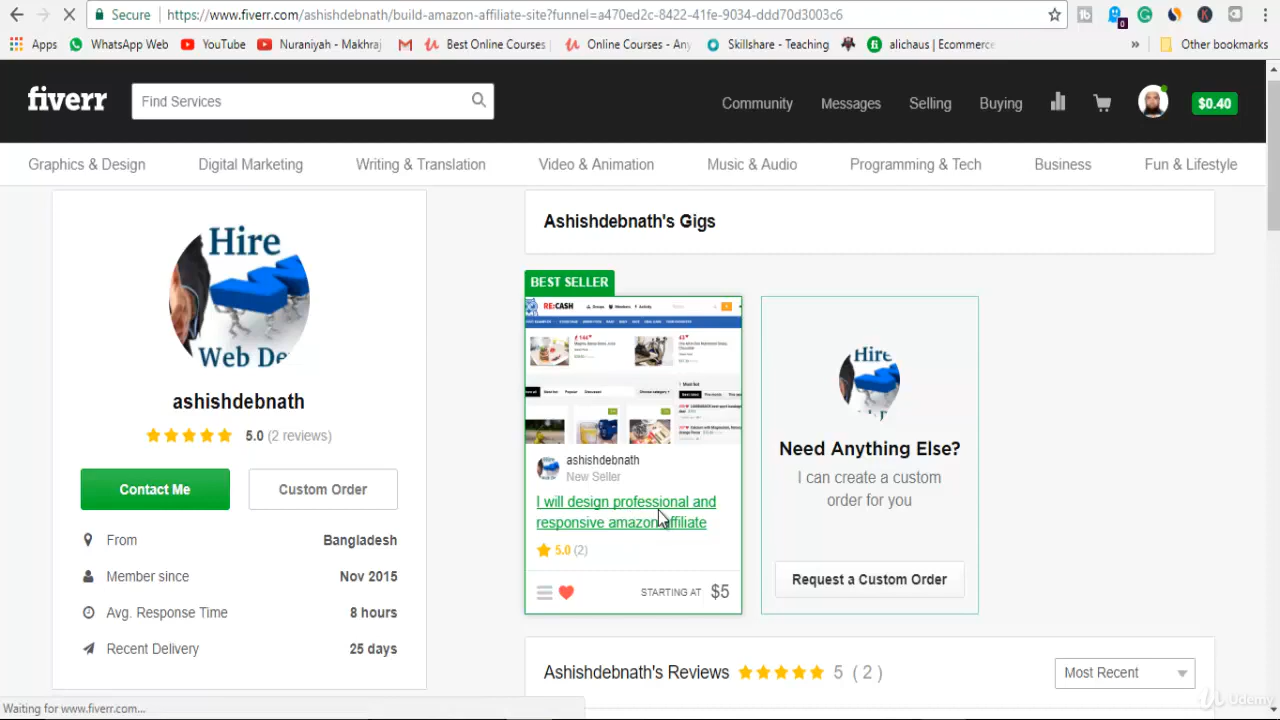 Secure https://www.fiverr.com/ashishdebnath/build-amazon-affiliate-site?funnel=a470ed2c-8422-41fe-9034-ddd70d3003c6
Apps WhatsApp Web YouTube Nuraniyah - Makhraj Best Online Courses Online Courses - Any Skillshare - Teaching alichaus | Ecommerce » Other bookmarks
fiverr Find Services Community Messages Selling Buying $0.40
Graphics & Design Digital Marketing Writing & Translation Video & Animation Music & Audio Programming & Tech Business Fun & Lifestyle
Hire
Web De
ashishdebnath
5.0 (2 reviews)
Contact Me Custom Order
From Bangladesh
Member since Nov 2015
Avg. Response Time 8 hours
Recent Delivery 25 days
Ashishdebnath's Gigs
BEST SELLER
RE:CASH
ashishdebnath
New Seller
I will design professional and
responsive amazon affiliate
5.0 (2)
STARTING AT $5
Hire
Need Anything Else?
I can create a custom
order for you
Request a Custom Order
Ashishdebnath's Reviews 5 ( 2 ) Most Recent
Waiting for www.fiverr.com...
Udemy